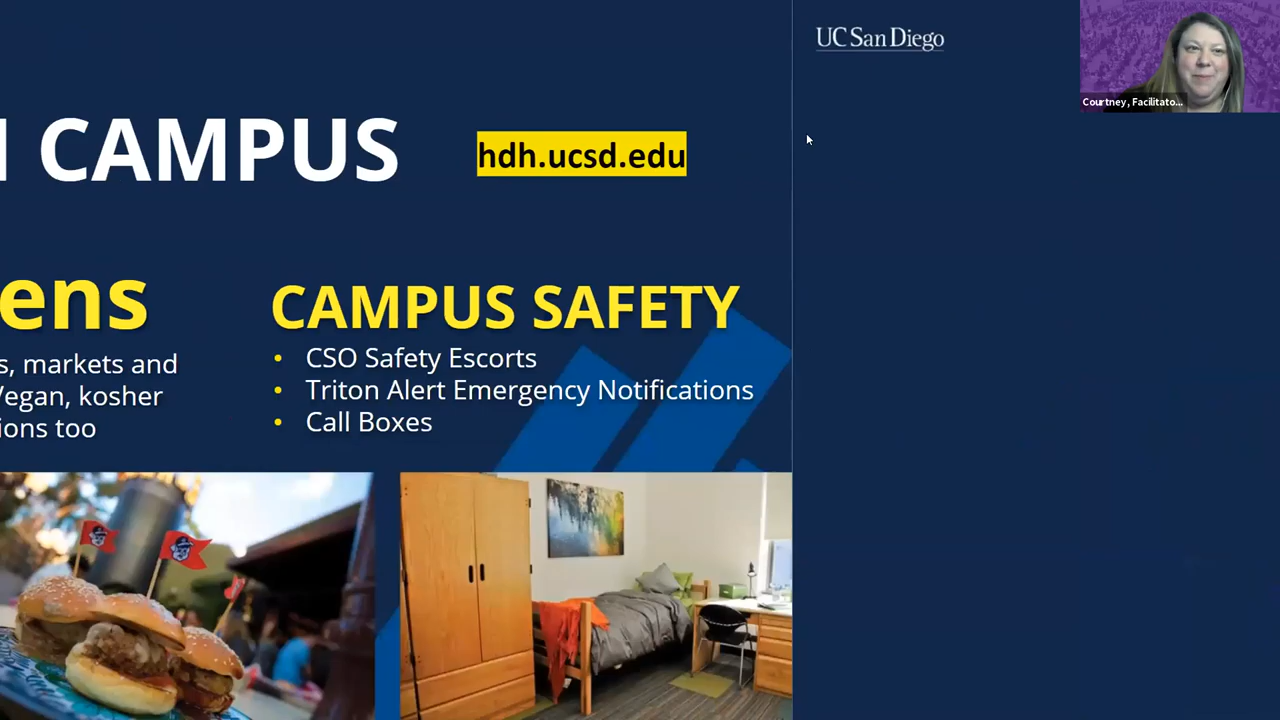 UC San Diego
Courtney, Facilitato...
CAMPUS
hdh.ucsd.edu
ens
CAMPUS SAFETY
s, markets and
Vegan, kosher
ions too
• CSO Safety Escorts
• Triton Alert Emergency Notifications
• Call Boxes